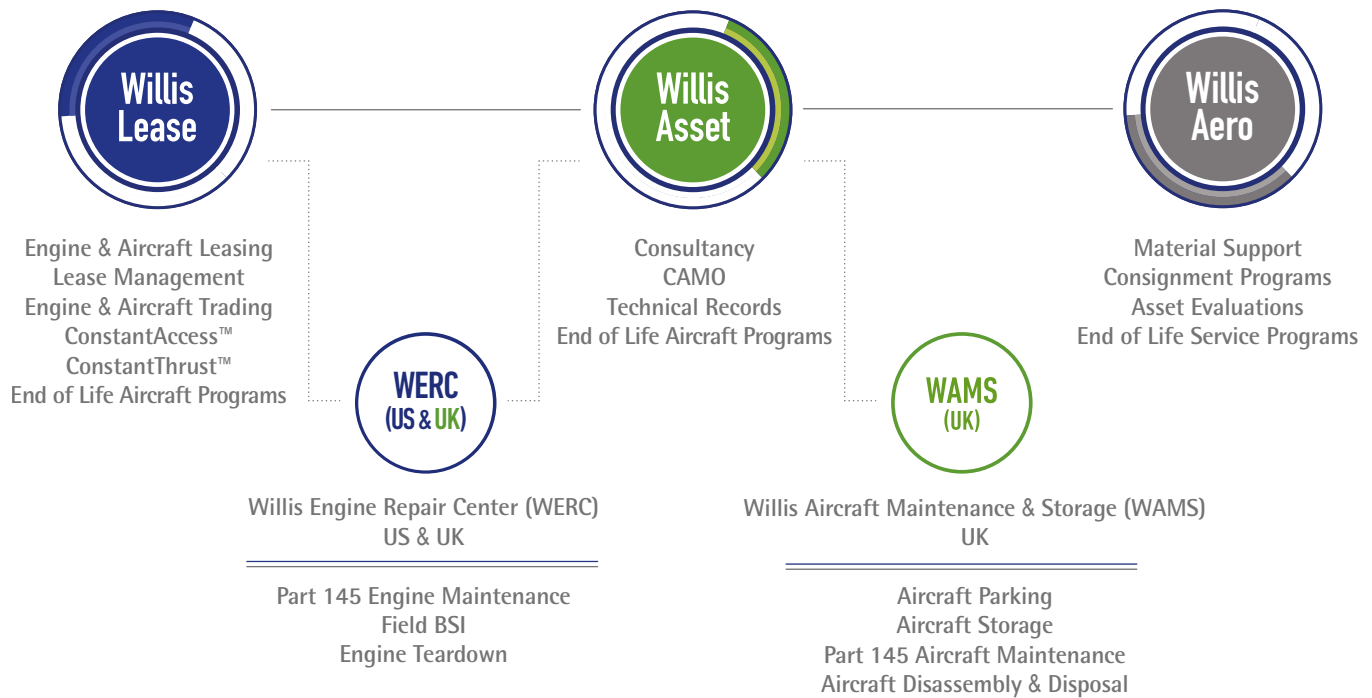 Willis
Lease
Willis
Asset
Willis
Aero
Engine & Aircraft Leasing
Lease Management
Engine & Aircraft Trading
ConstantAccess™
ConstantThrust™
End of Life Aircraft Programs
Consultancy
CAMO
Technical Records
End of Life Aircraft Programs
Material Support
Consignment Programs
Asset Evaluations
End of Life Service Programs
WERC
(US & UK)
WAMS
(UK)
Willis Engine Repair Center (WERC)
US & UK
Part 145 Engine Maintenance
Field BSI
Engine Teardown
Willis Aircraft Maintenance & Storage (WAMS)
UK
Aircraft Parking
Aircraft Storage
Part 145 Aircraft Maintenance
Aircraft Disassembly & Disposal